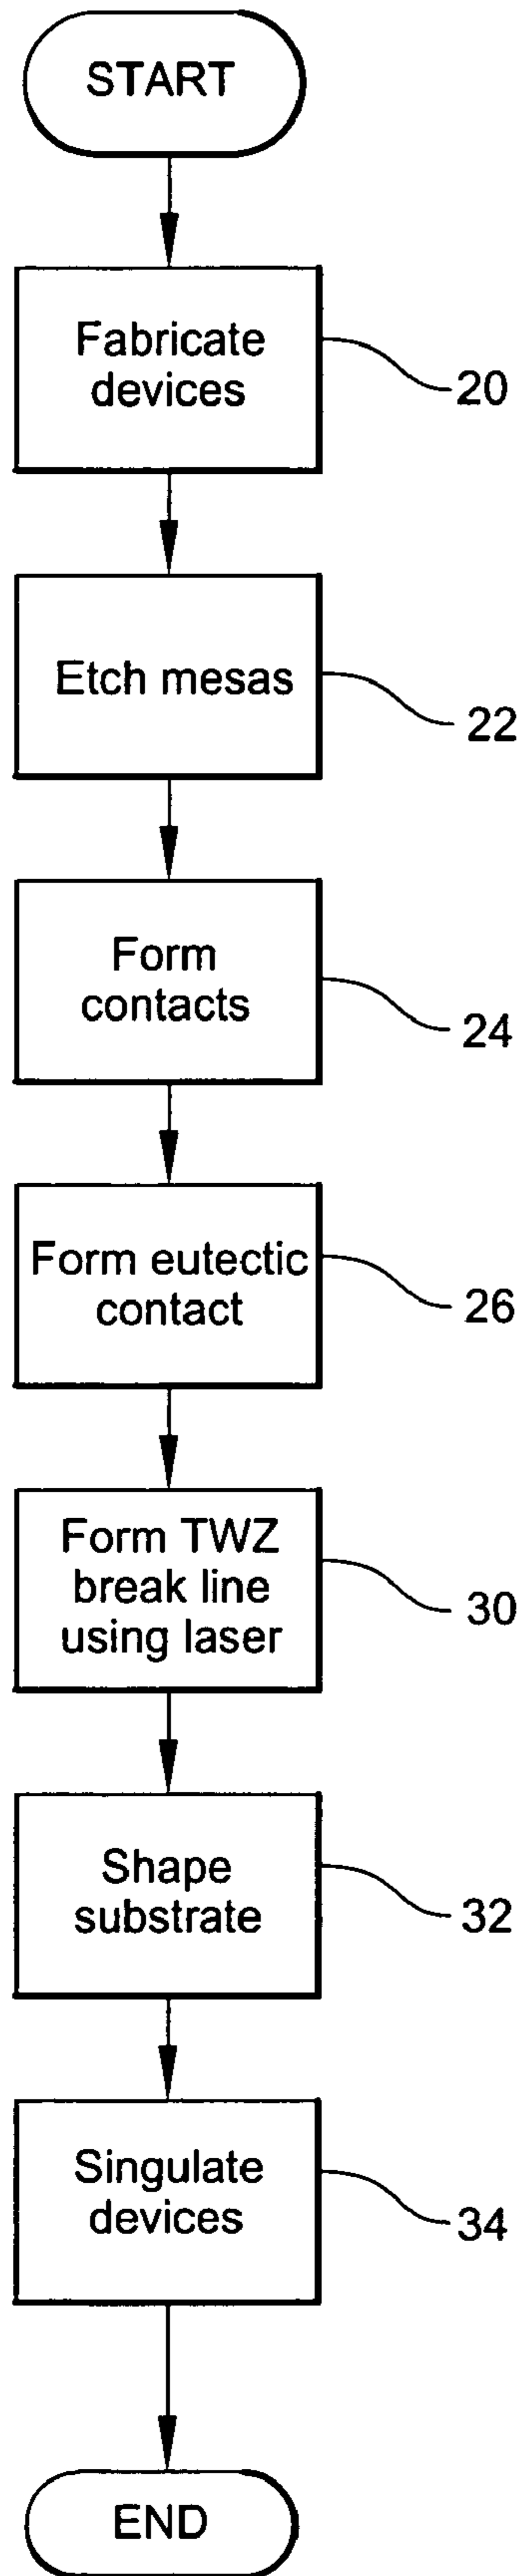 START
Fabricate
devices
20
Etch mesas
22
Form
contacts
24
Form eutectic
contact
26
Form TWZ
break line
using laser
30
Shape
substrate
32
Singulate
devices
34
END